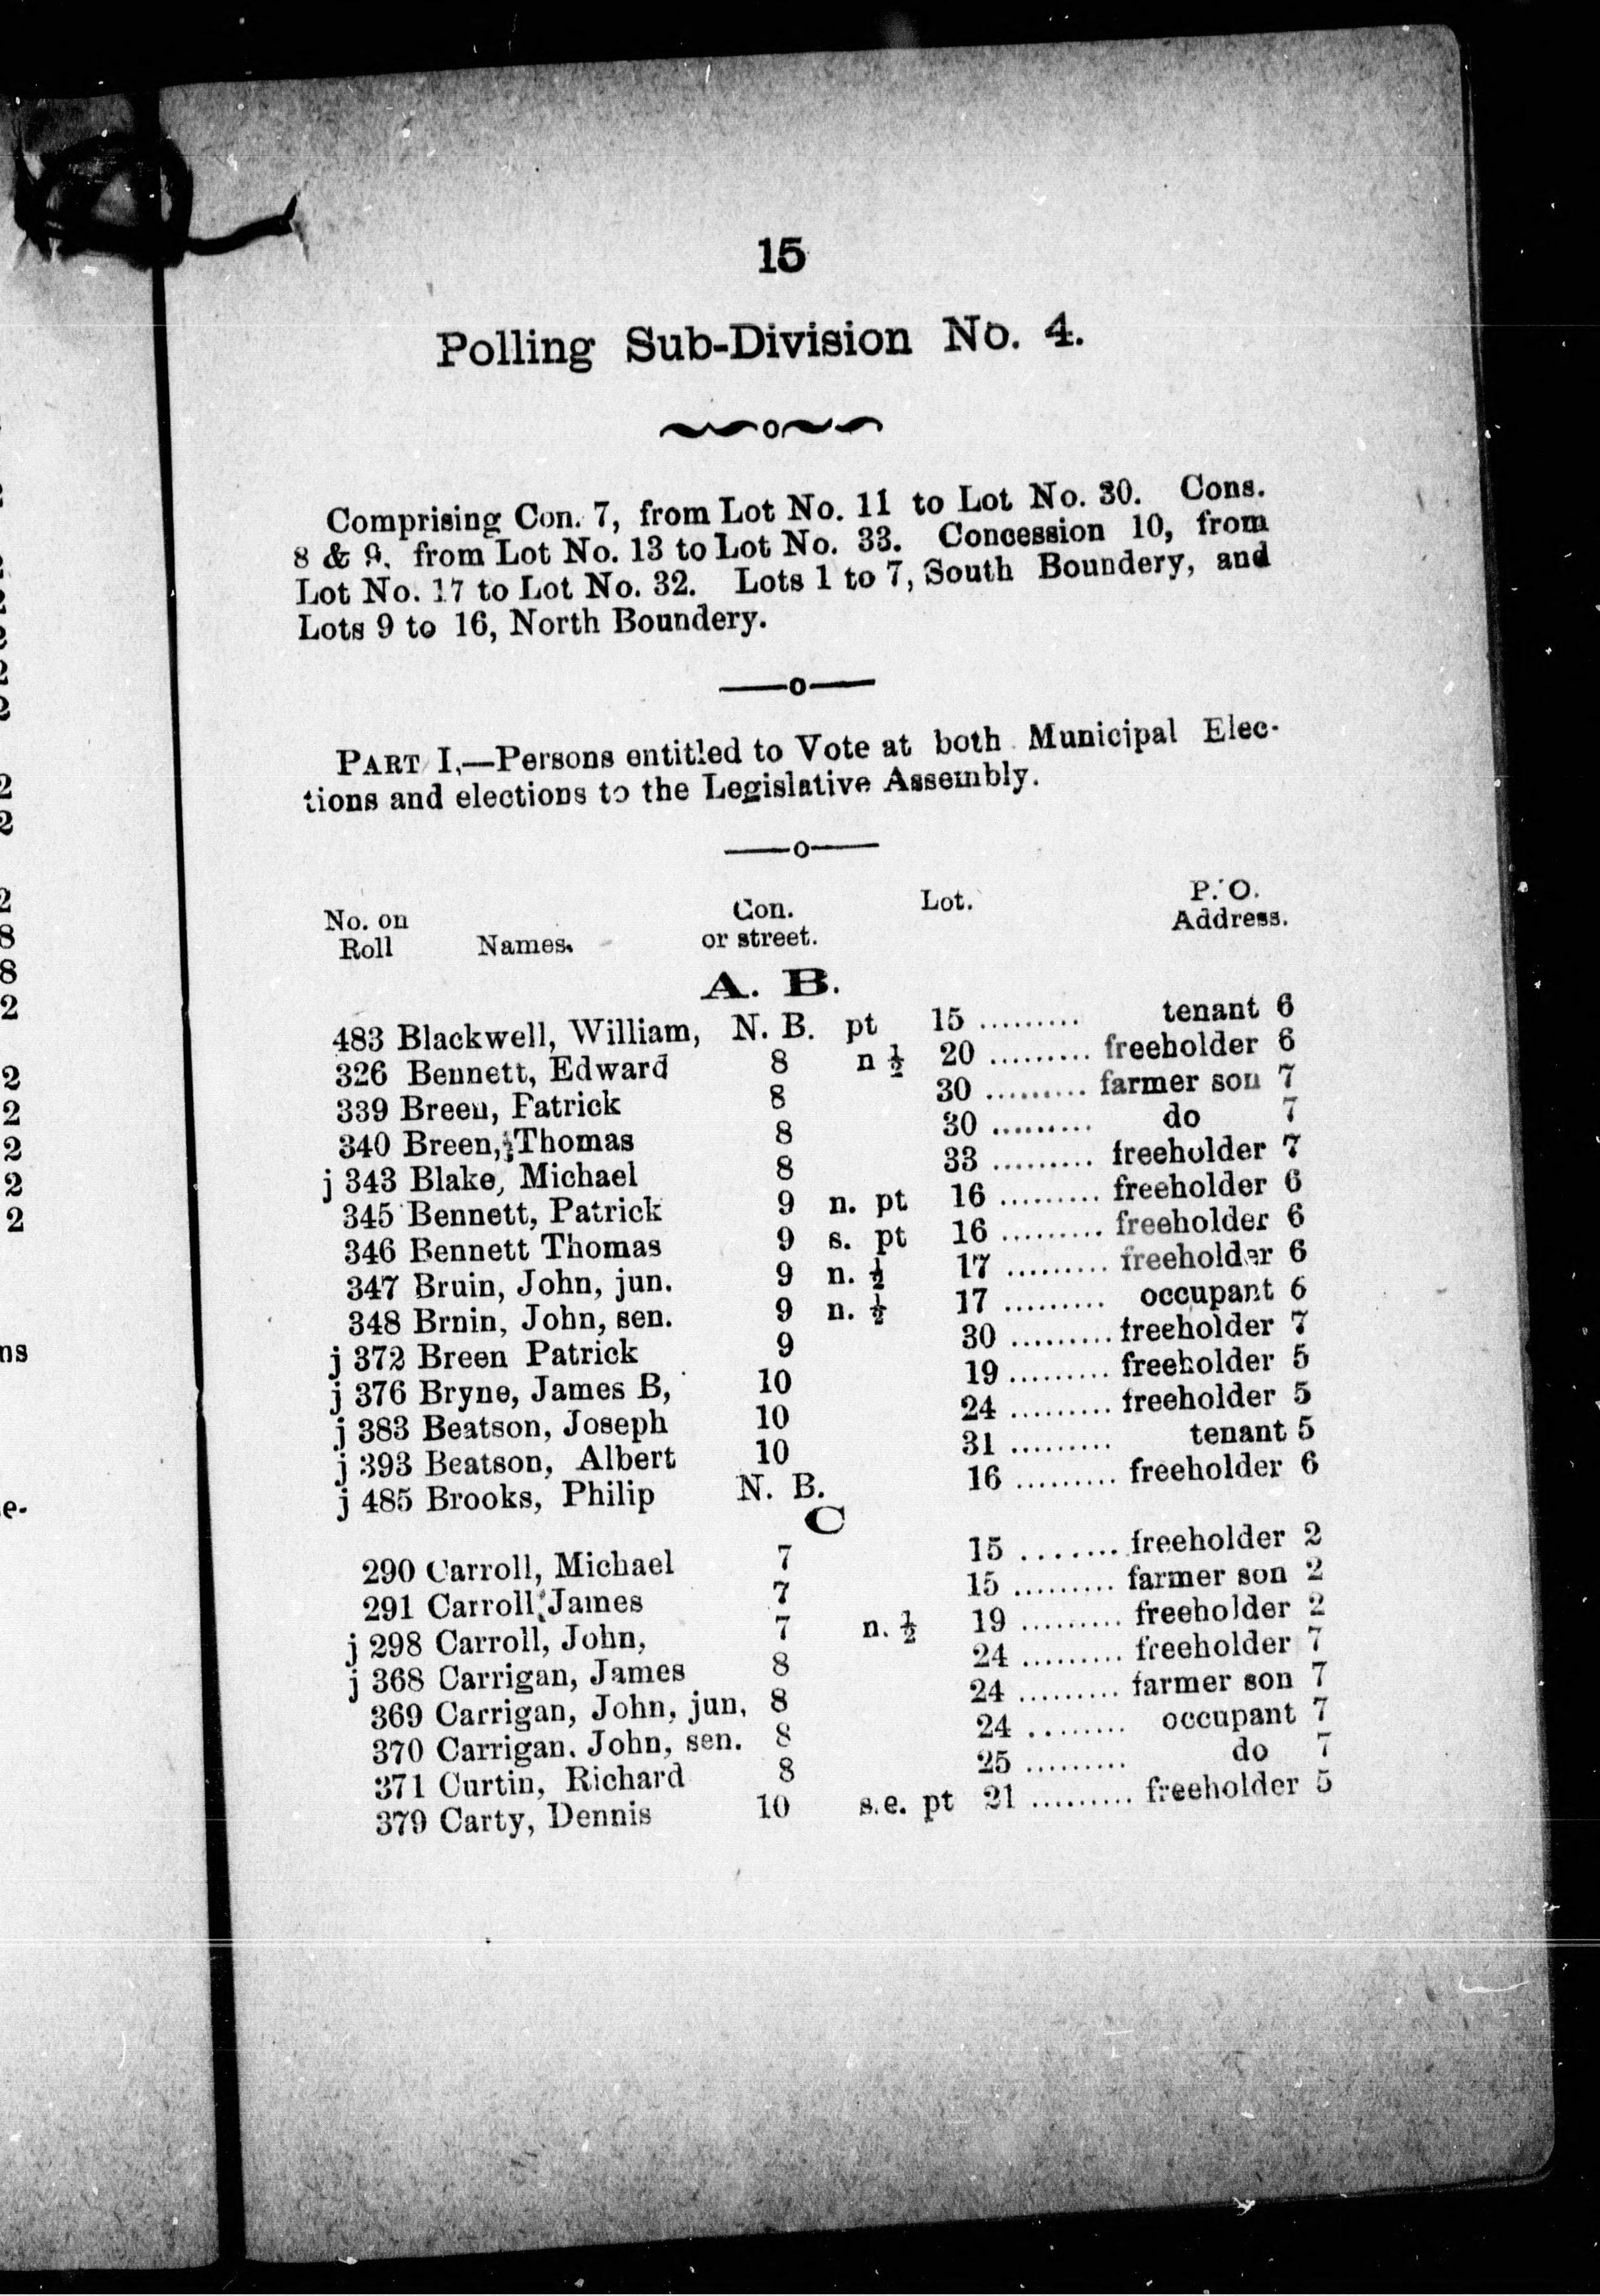 15
Polling Sub-Division No. 4.
Comprising Con. 7, from Lot No. 11 to Lot No. 30. Cons.
8 & 9, from Lot No. 13 to Lot No. 33. Concession 10, from
Lot No. 17 to Lot No. 32. Lots 1 to 7, South Boundery, and
Lots 9 to 16, North Boundery.
PART I,—Persons entitled to Vote at both Municipal Elec-
tions and elections to the Legislative Assembly.
No. on Roll Names. Con. or street. Lot. P. O. Address.
A. B.
483 Blackwell, William, N. B. pt 15 ......... tenant 6
326 Bennett, Edward 8 n ½ 20 ......... freeholder 6
339 Breen, Patrick 8 30 ......... farmer son 7
340 Breen, Thomas 8 30 ......... do 7
j 343 Blake, Michael 8 33 ......... freeholder 7
345 Bennett, Patrick 9 n. pt 16 ......... freeholder 6
346 Bennett Thomas 9 s. pt 16 ......... freeholder 6
347 Bruin, John, jun. 9 n. ½ 17 ......... freeholder 6
348 Brnin, John, sen. 9 n. ½ 17 ......... occupant 6
j 372 Breen Patrick 9 30 ......... freeholder 7
j 376 Bryne, James B, 10 19 ......... freeholder 5
j 383 Beatson, Joseph 10 24 ......... freeholder 5
j 393 Beatson, Albert 10 31 ......... tenant 5
j 485 Brooks, Philip N. B. 16 ......... freeholder 6
C
290 Carroll, Michael 7 15 ........ freeholder 2
291 Carroll James 7 15 ......... farmer son 2
j 298 Carroll, John, 7 n. ½ 19 ......... freeholder 2
j 368 Carrigan, James 8 24 ......... freeholder 7
369 Carrigan, John, jun, 8 24 ......... farmer son 7
370 Carrigan. John, sen. 8 24 ........ occupant 7
371 Curtin, Richard 8 25 ......... do 7
379 Carty, Dennis 10 s.e. pt 21 ......... freeholder 5